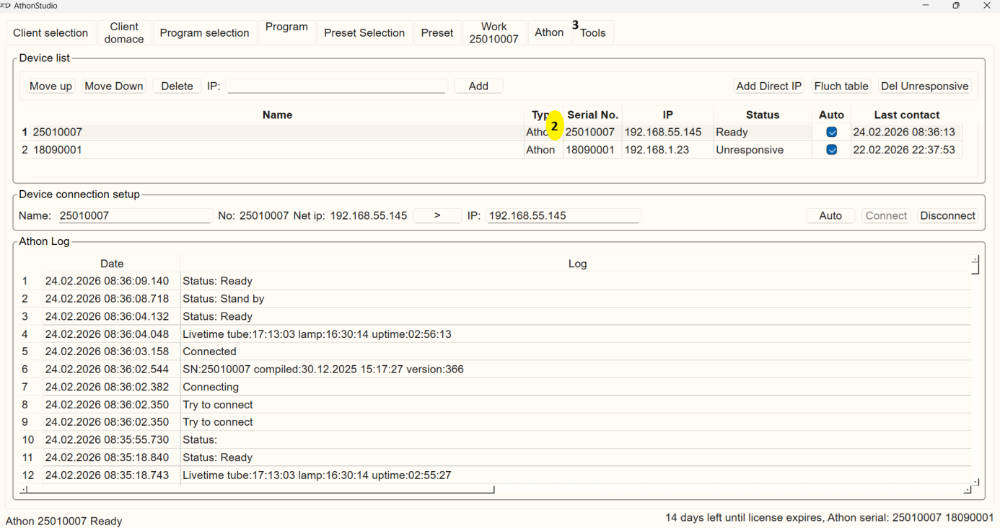 AthonStudio
Client selection
Client
domace
Program selection
Program
Preset Selection
Preset
Work
25010007
Athon
3
Tools
Device list
Move up Move Down Delete IP: Add Add Direct IP Fluch table Del Unresponsive
Name Typ Serial No. IP Status Auto Last contact
2
1 25010007 Atho 25010007 192.168.55.145 Ready 24.02.2026 08:36:13
2 18090001 Athon 18090001 192.168.1.23 Unresponsive 22.02.2026 22:37:53
Device connection setup
Name: 25010007 No: 25010007 Net ip: 192.168.55.145 > IP: 192.168.55.145 Auto Connect Disconnect
Athon Log
Date Log
1 24.02.2026 08:36:09.140 Status: Ready
2 24.02.2026 08:36:08.718 Status: Stand by
3 24.02.2026 08:36:04.132 Status: Ready
4 24.02.2026 08:36:04.048 Livetime tube:17:13:03 lamp:16:30:14 uptime:02:56:13
5 24.02.2026 08:36:03.158 Connected
6 24.02.2026 08:36:02.544 SN:25010007 compiled:30.12.2025 15:17:27 version:366
7 24.02.2026 08:36:02.382 Connecting
8 24.02.2026 08:36:02.350 Try to connect
9 24.02.2026 08:36:02.350 Try to connect
10 24.02.2026 08:35:55.730 Status:
11 24.02.2026 08:35:18.840 Status: Ready
12 24.02.2026 08:35:18.743 Livetime tube:17:13:03 lamp:16:30:14 uptime:02:55:27
Athon 25010007 Ready
14 days left until license expires, Athon serial: 25010007 18090001